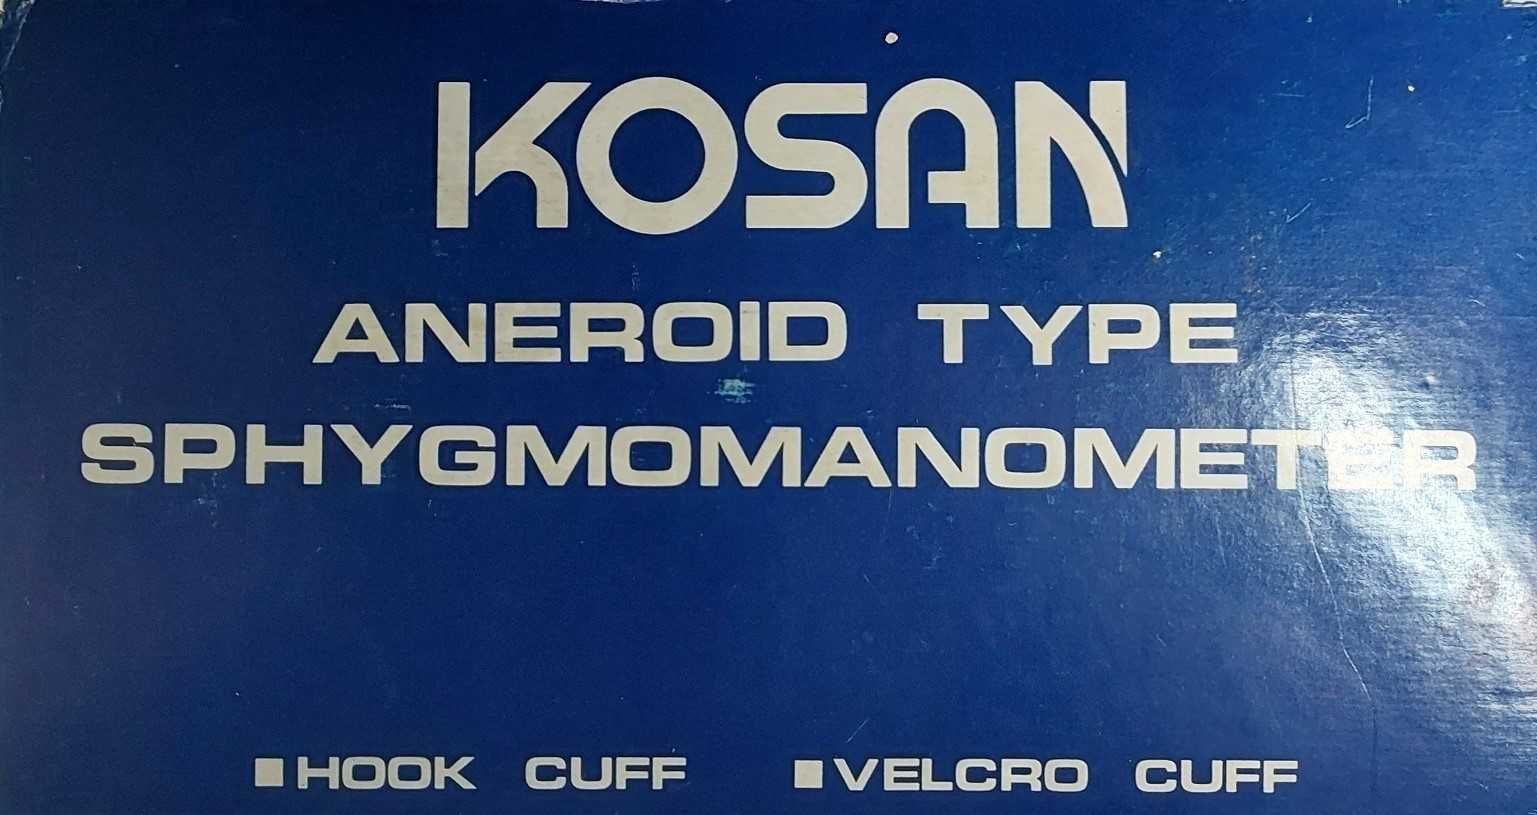 KOSAN
ANEROID TYPE
SPHYGMOMANOMETER
■HOOK CUFF ■VELCRO CUFF